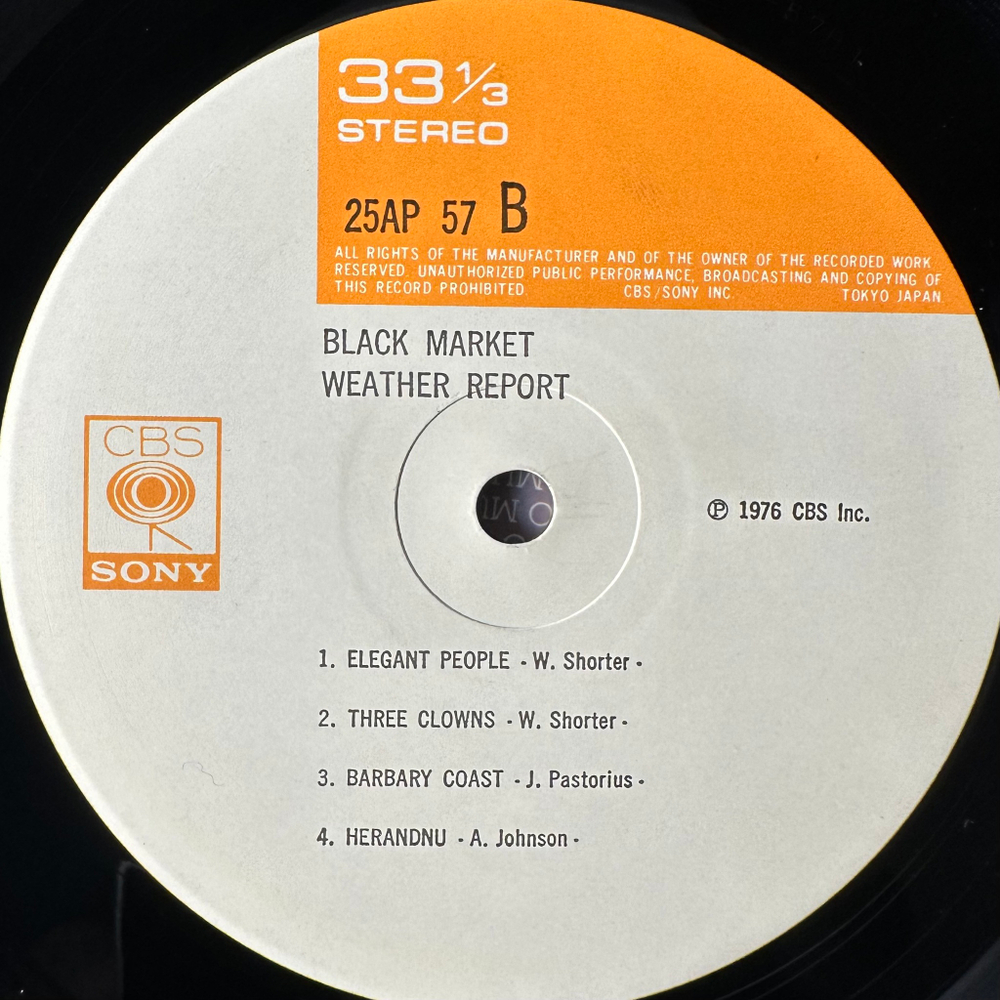 33 1/3
STEREO
25AP 57 B
ALL RIGHTS OF THE MANUFACTURER AND OF THE OWNER OF THE RECORDED WORK
RESERVED. UNAUTHORIZED PUBLIC PERFORMANCE, BROADCASTING AND COPYING OF
THIS RECORD PROHIBITED. CBS/SONY INC TOKYO JAPAN
BLACK MARKET
WEATHER REPORT
CBS
SONY
℗ 1976 CBS Inc.
1. ELEGANT PEOPLE - W. Shorter -
2. THREE CLOWNS - W. Shorter -
3. BARBARY COAST - J. Pastorius -
4. HERANDNU - A. Johnson -